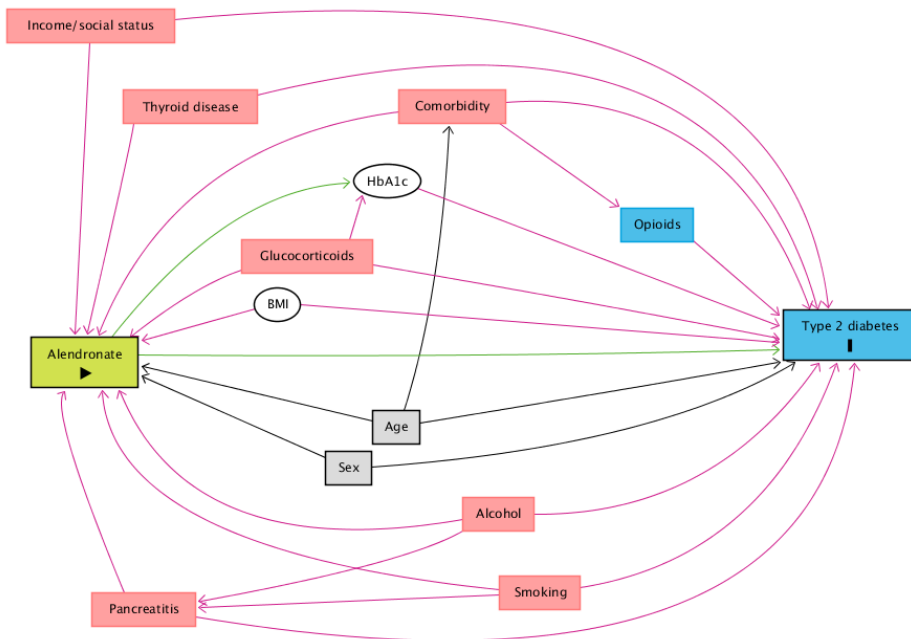 Income/social status
Thyroid disease
Comorbidity
HbA1c
Opioids
Glucocorticoids
BMI
Type 2 diabetes
Alendronate
Age
Sex
Alcohol
Smoking
Pancreatitis